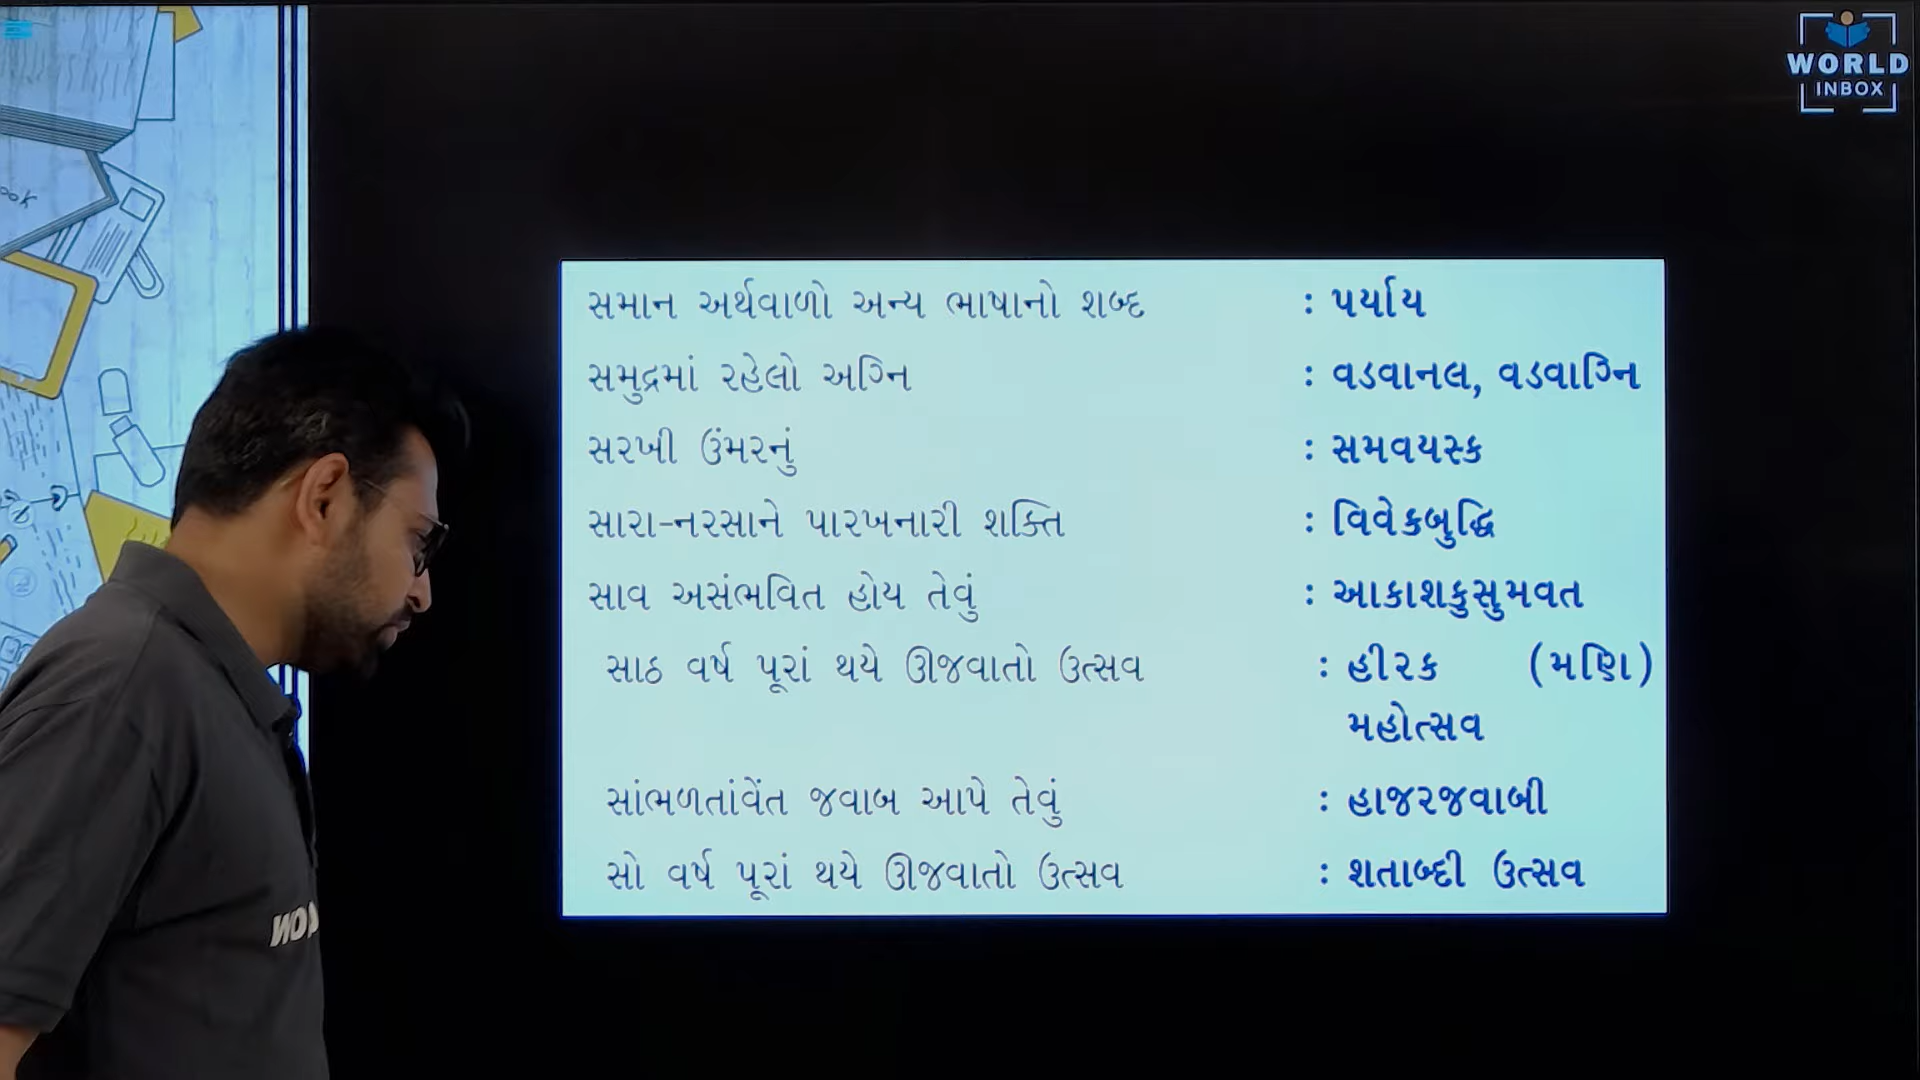 WORLD
INBOX
સમાન અર્થવાળો અન્ય ભાષાનો શબ્દ : પર્યાય
સમુદ્રમાં રહેલો અગ્નિ : વડવાનલ, વડવાગ્નિ
સરખી ઉંમરનું : સમવયસ્ક
સારા-નરસાને પારખનારી શક્તિ : વિવેકબુદ્ધિ
સાવ અસંભવિત હોય તેવું : આકાશકુસુમવત
સાઠ વર્ષ પૂરાં થયે ઊજવાતો ઉત્સવ : હીરક (મણિ)
મહોત્સવ
સાંભળતાંવેંત જવાબ આપે તેવું : હાજરજવાબી
સો વર્ષ પૂરાં થયે ઊજવાતો ઉત્સવ : શતાબ્દી ઉત્સવ